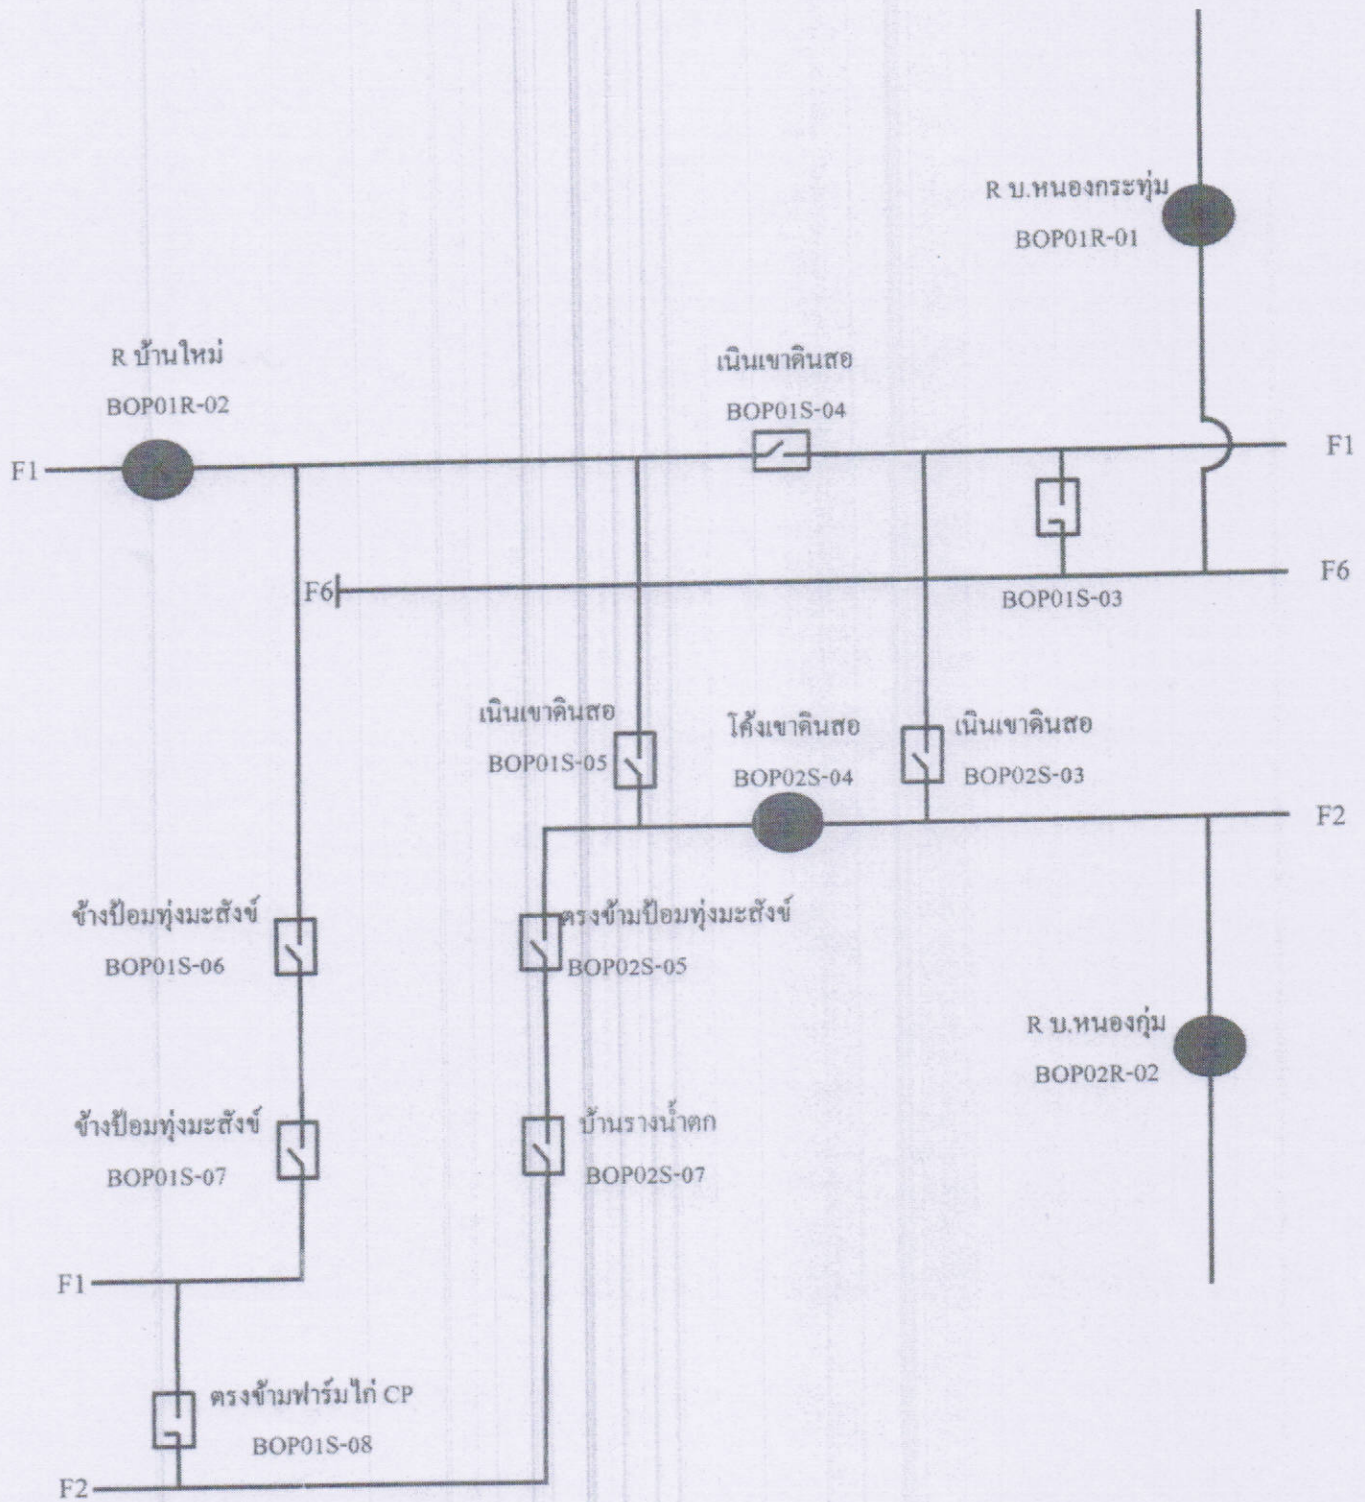 R บ.หนองกระทุ่ม
BOP01R-01
R บ้านใหม่
BOP01R-02
เนินเขาดินสอ
BOP01S-04
F1
F1
F6
F6
BOP01S-03
เนินเขาดินสอ
BOP01S-05
โค้งเขาดินสอ
BOP02S-04
เนินเขาดินสอ
BOP02S-03
F2
ข้างป้อมทุ่งมะสังข์
BOP01S-06
ตรงข้ามป้อมทุ่งมะสังข์
BOP02S-05
R บ.หนองกุ่ม
BOP02R-02
ข้างป้อมทุ่งมะสังข์
BOP01S-07
บ้านรางน้ำตก
BOP02S-07
F1
ตรงข้ามฟาร์มไก่ CP
BOP01S-08
F2